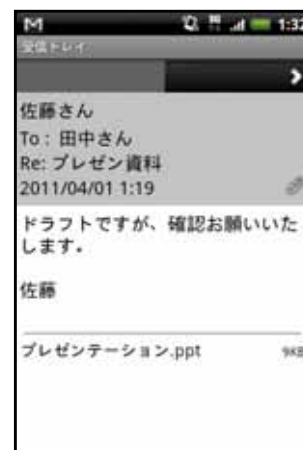 1:32
受信トレイ
佐藤さん
To： 田中さん
Re: プレゼン資料
2011/04/01 1:19
ドラフトですが、確認お願いいた
します。
佐藤
プレゼンテーション.ppt 9KB